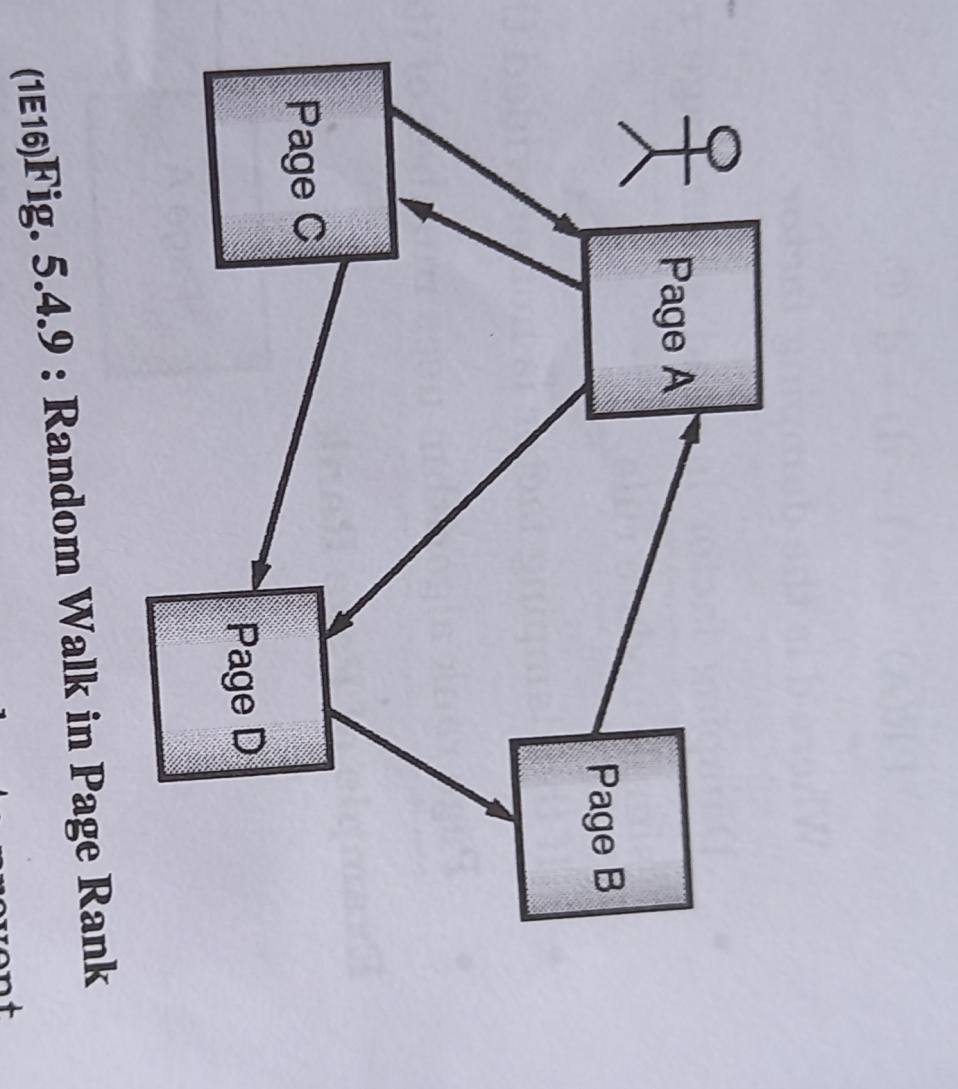 Page A
Page B
Page C
Page D
(1E16)Fig. 5.4.9 : Random Walk in Page Rank